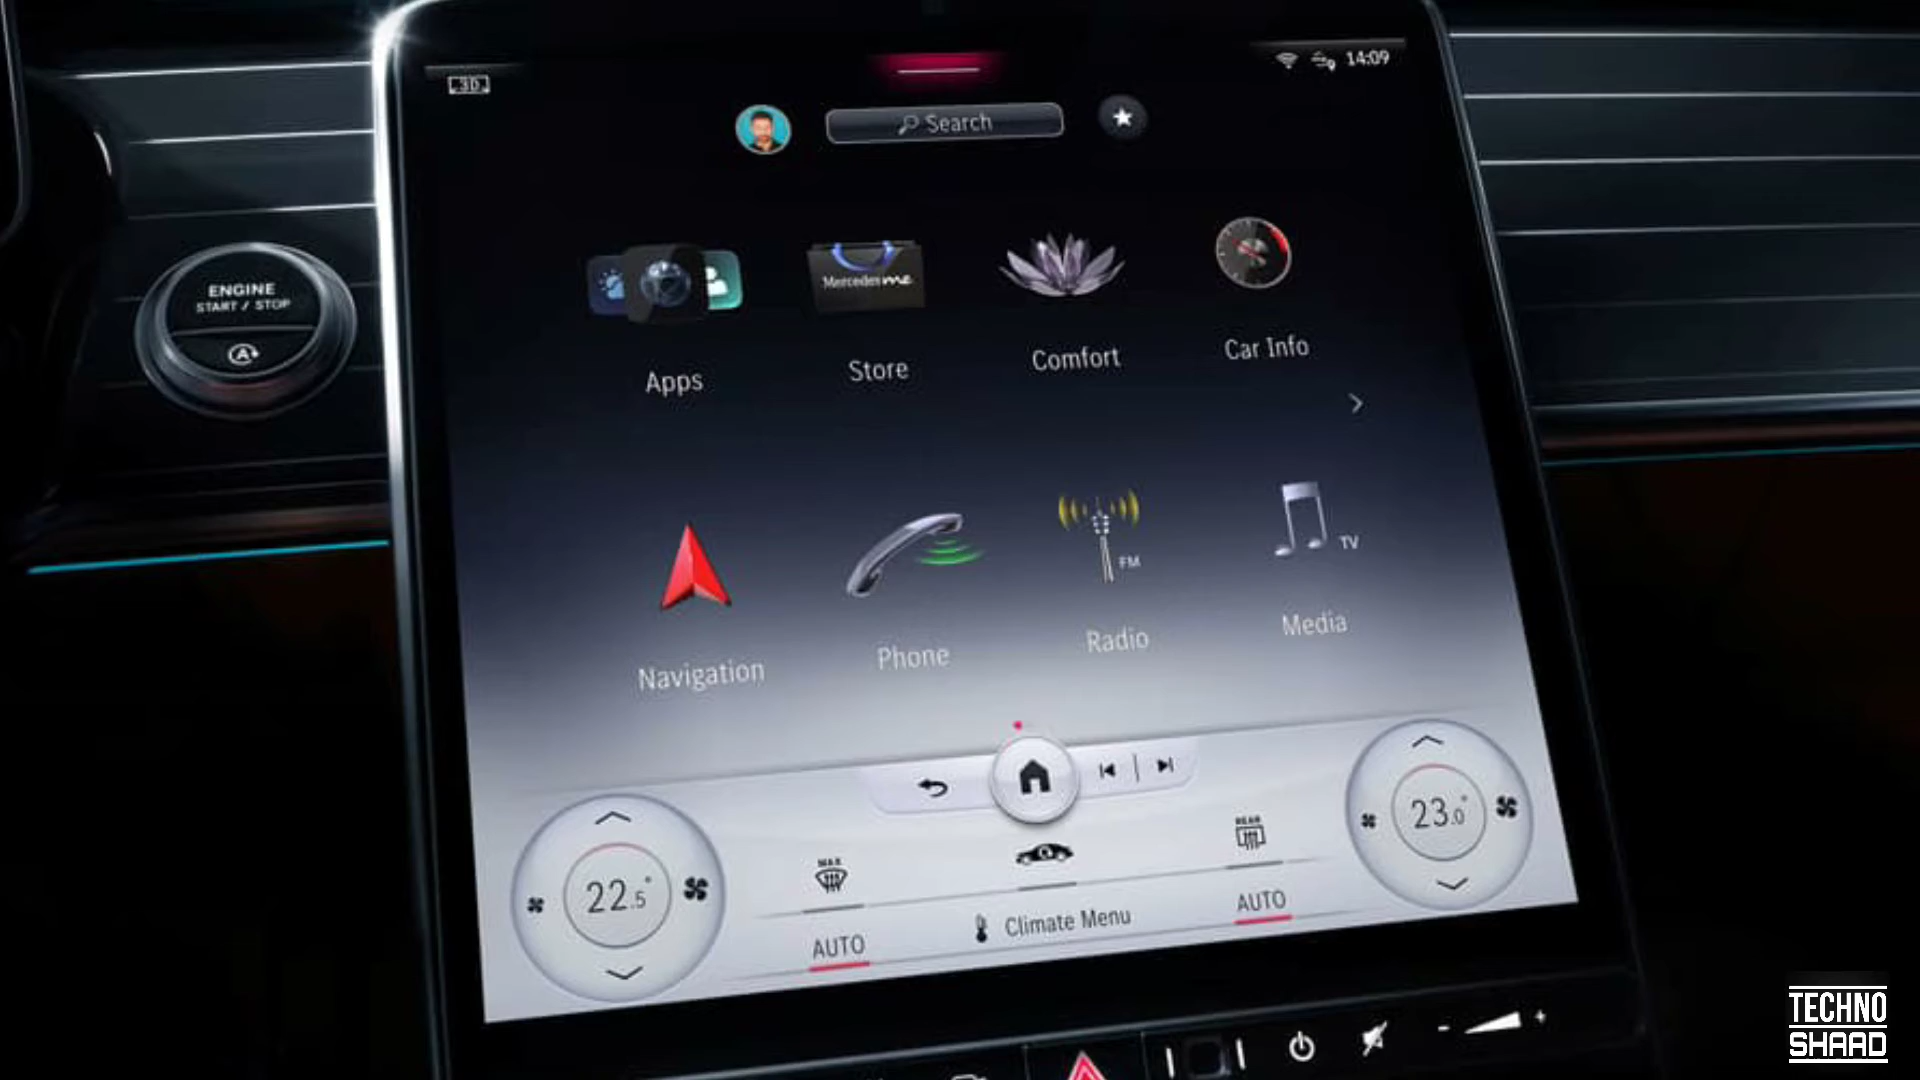 3D
14:09
Search
ENGINE
START / STOP
A
Mercedes me
Apps
Store
Comfort
Car Info
FM
TV
Navigation
Phone
Radio
Media
22.5°
23.0°
MAX
REAR
AUTO
Climate Menu
AUTO
- +
TECHNO
SHAAD